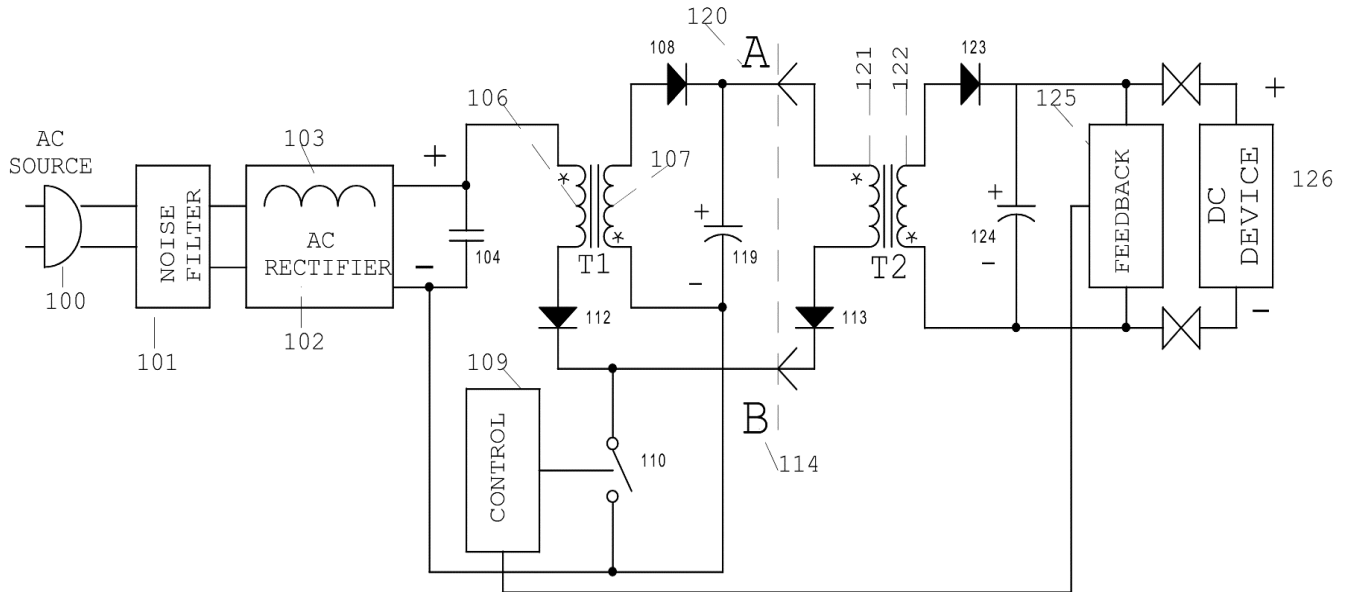 120
A
108
121
122
123
125
+
AC
SOURCE
103
106
107
+
*
*
*
*
+
+
126
NOISE
FILTER
AC
RECTIFIER
-
104
T1
119
-
T2
124
-
FEEDBACK
DC
DEVICE
-
100
101
102
112
113
109
B
CONTROL
110
114